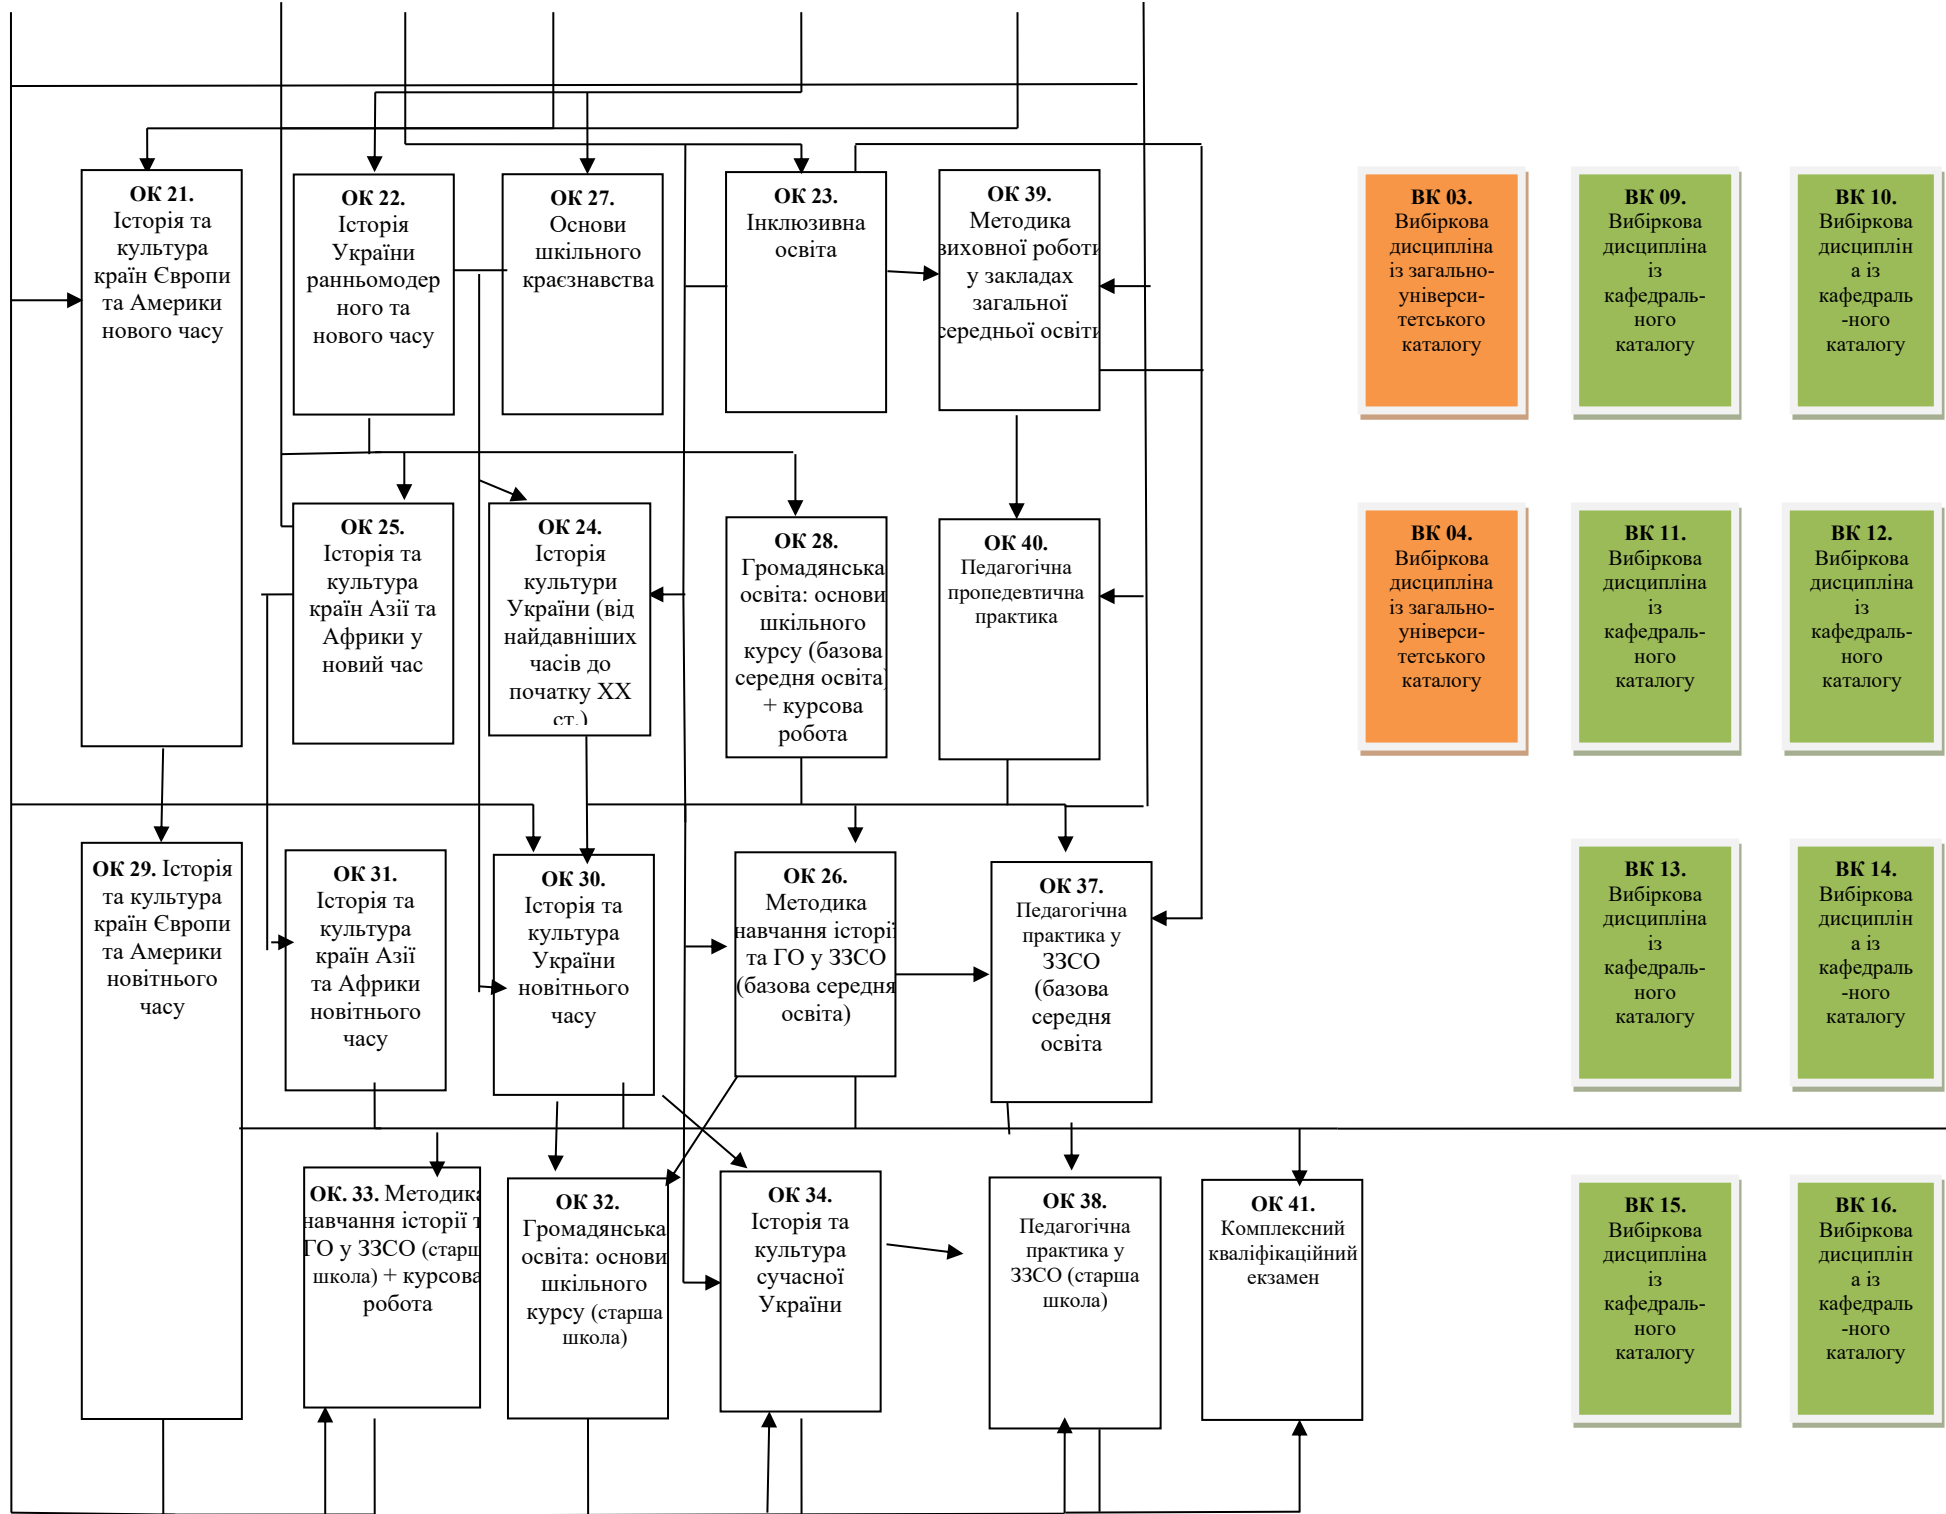 ОК 21.
Історія та
культура
країн Європи
та Америки
нового часу
ОК 22.
Історія
України
ранньомодер
ного та
нового часу
ОК 27.
Основи
шкільного
краєзнавства
ОК 23.
Інклюзивна
освіта
ОК 39.
Методика
виховної роботи
у закладах
загальної
середньої освіти
ВК 03.
Вибіркова
дисципліна
із загально-
універси-
тетського
каталогу
ВК 09.
Вибіркова
дисципліна
із
кафедраль-
ного
каталогу
ВК 10.
Вибіркова
дисциплін
а із
кафедраль
-ного
каталогу
ОК 25.
Історія та
культура
країн Азії та
Африки у
новий час
ОК 24.
Історія
культури
України (від
найдавніших
часів до
початку ХХ
ст.)
ОК 28.
Громадянська
освіта: основи
шкільного
курсу (базова
середня освіта)
+ курсова
робота
ОК 40.
Педагогічна
пропедевтична
практика
ВК 04.
Вибіркова
дисципліна
із загально-
універси-
тетського
каталогу
ВК 11.
Вибіркова
дисципліна
із
кафедраль-
ного
каталогу
ВК 12.
Вибіркова
дисципліна
із
кафедраль-
ного
каталогу
ОК 29. Історія
та культура
країн Європи
та Америки
новітнього
часу
ОК 31.
Історія та
культура
країн Азії
та Африки
новітнього
часу
ОК 30.
Історія та
культура
України
новітнього
часу
ОК 26.
Методика
навчання історії
та ГО у ЗЗСО
(базова середня
освіта)
ОК 37.
Педагогічна
практика у
ЗЗСО
(базова
середня
освіта
ВК 13.
Вибіркова
дисципліна
із
кафедраль-
ного
каталогу
ВК 14.
Вибіркова
дисциплін
а із
кафедраль
-ного
каталогу
ОК. 33. Методика
навчання історії т
ГО у ЗЗСО (старш
школа) + курсова
робота
ОК 32.
Громадянська
освіта: основи
шкільного
курсу (старша
школа)
ОК 34.
Історія та
культура
сучасної
України
ОК 38.
Педагогічна
практика у
ЗЗСО (старша
школа)
ОК 41.
Комплексний
кваліфікаційний
екзамен
ВК 15.
Вибіркова
дисципліна
із
кафедраль-
ного
каталогу
ВК 16.
Вибіркова
дисциплін
а із
кафедраль
-ного
каталогу